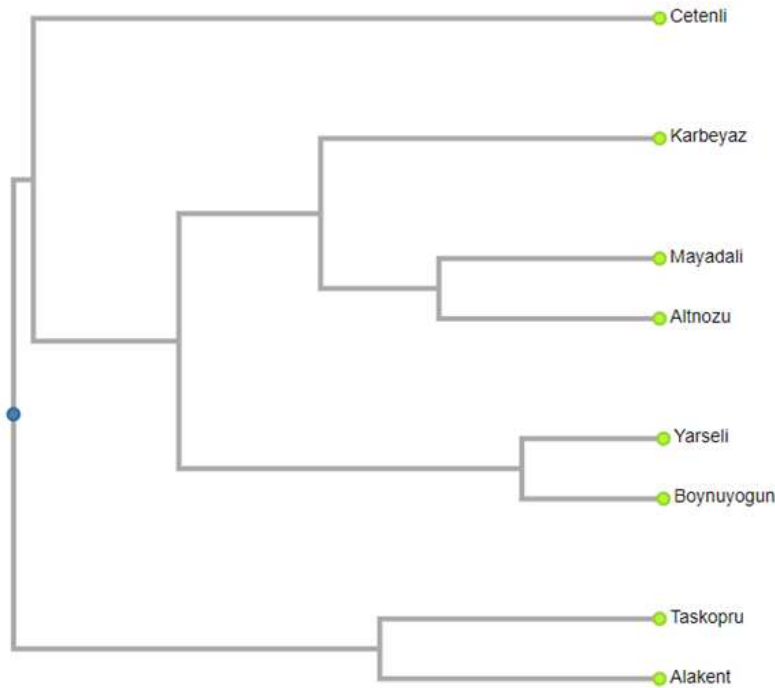 Cetenli
Karbeyaz
Mayadali
Altnozu
Yarseli
Boynuyogun
Taskopru
Alakent